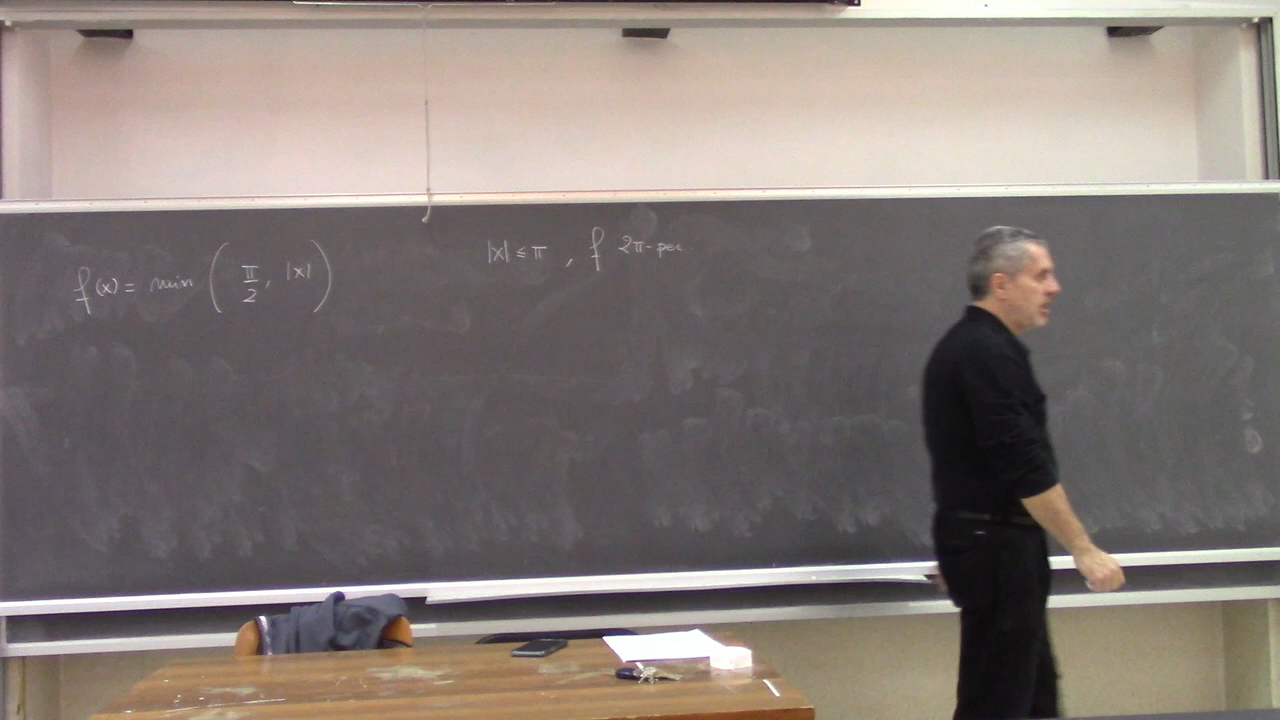 f(x) = min ( π/2 , |x| )   |x| ≤ π , f 2π-per.